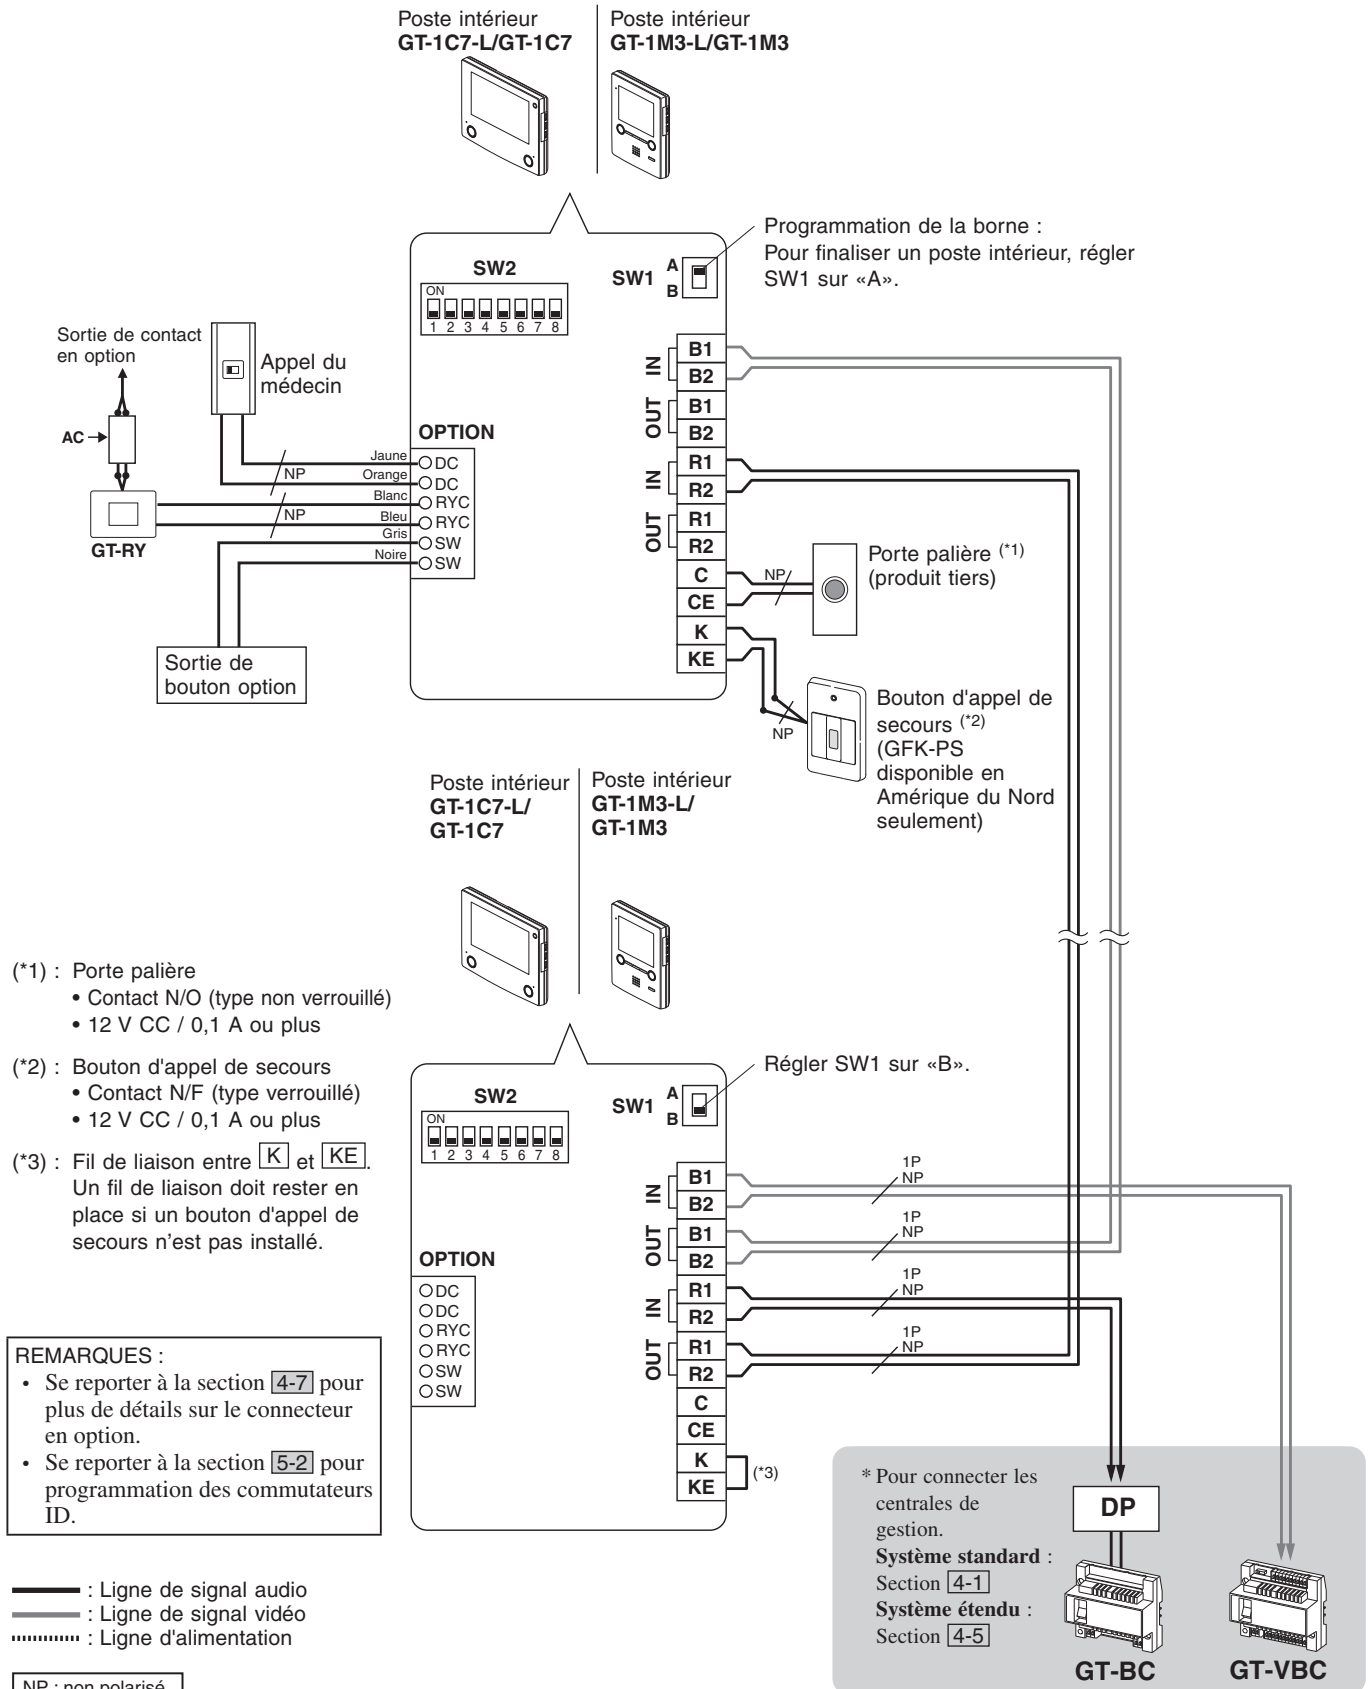 Poste intérieur
GT-1C7-L/GT-1C7
Poste intérieur
GT-1M3-L/GT-1M3
Programmation de la borne :
Pour finaliser un poste intérieur, régler
SW1 sur «A».
SW2
ON
1 2 3 4 5 6 7 8
SW1
A
B
Sortie de contact
en option
AC
GT-RY
Appel du
médecin
NP
NP
Jaune
Orange
Blanc
Bleu
Gris
Noire
OPTION
DC
DC
RYC
RYC
SW
SW
Sortie de
bouton option
IN
B1
B2
OUT
B1
B2
IN
R1
R2
OUT
R1
R2
C
CE
K
KE
NP
Porte palière (*1)
(produit tiers)
NP
Bouton d'appel de
secours (*2)
(GFK-PS
disponible en
Amérique du Nord
seulement)
Poste intérieur
GT-1C7-L/
GT-1C7
Poste intérieur
GT-1M3-L/
GT-1M3
(*1) : Porte palière
• Contact N/O (type non verrouillé)
• 12 V CC / 0,1 A ou plus
(*2) : Bouton d'appel de secours
• Contact N/F (type verrouillé)
• 12 V CC / 0,1 A ou plus
(*3) : Fil de liaison entre K et KE.
Un fil de liaison doit rester en
place si un bouton d'appel de
secours n'est pas installé.
Régler SW1 sur «B».
SW2
ON
1 2 3 4 5 6 7 8
SW1
A
B
OPTION
DC
DC
RYC
RYC
SW
SW
IN
B1
B2
OUT
B1
B2
IN
R1
R2
OUT
R1
R2
C
CE
K
KE
(*3)
1P
NP
1P
NP
1P
NP
1P
NP
REMARQUES :
• Se reporter à la section 4-7 pour
plus de détails sur le connecteur
en option.
• Se reporter à la section 5-2 pour
programmation des commutateurs
ID.
: Ligne de signal audio
: Ligne de signal vidéo
: Ligne d'alimentation
NP : non polarisé
* Pour connecter les
centrales de
gestion.
Système standard :
Section 4-1
Système étendu :
Section 4-5
DP
GT-BC
GT-VBC